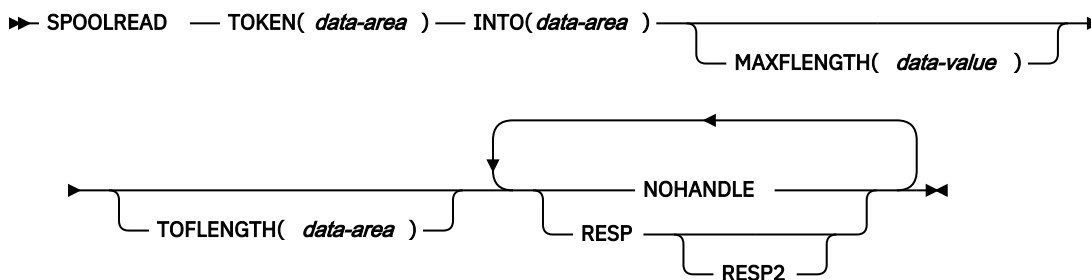 SPOOLREAD TOKEN( data-area ) INTO( data-area )
MAXFLENGTH( data-value )
NOHANDLE
TOFLENGTH( data-area )
RESP
RESP2